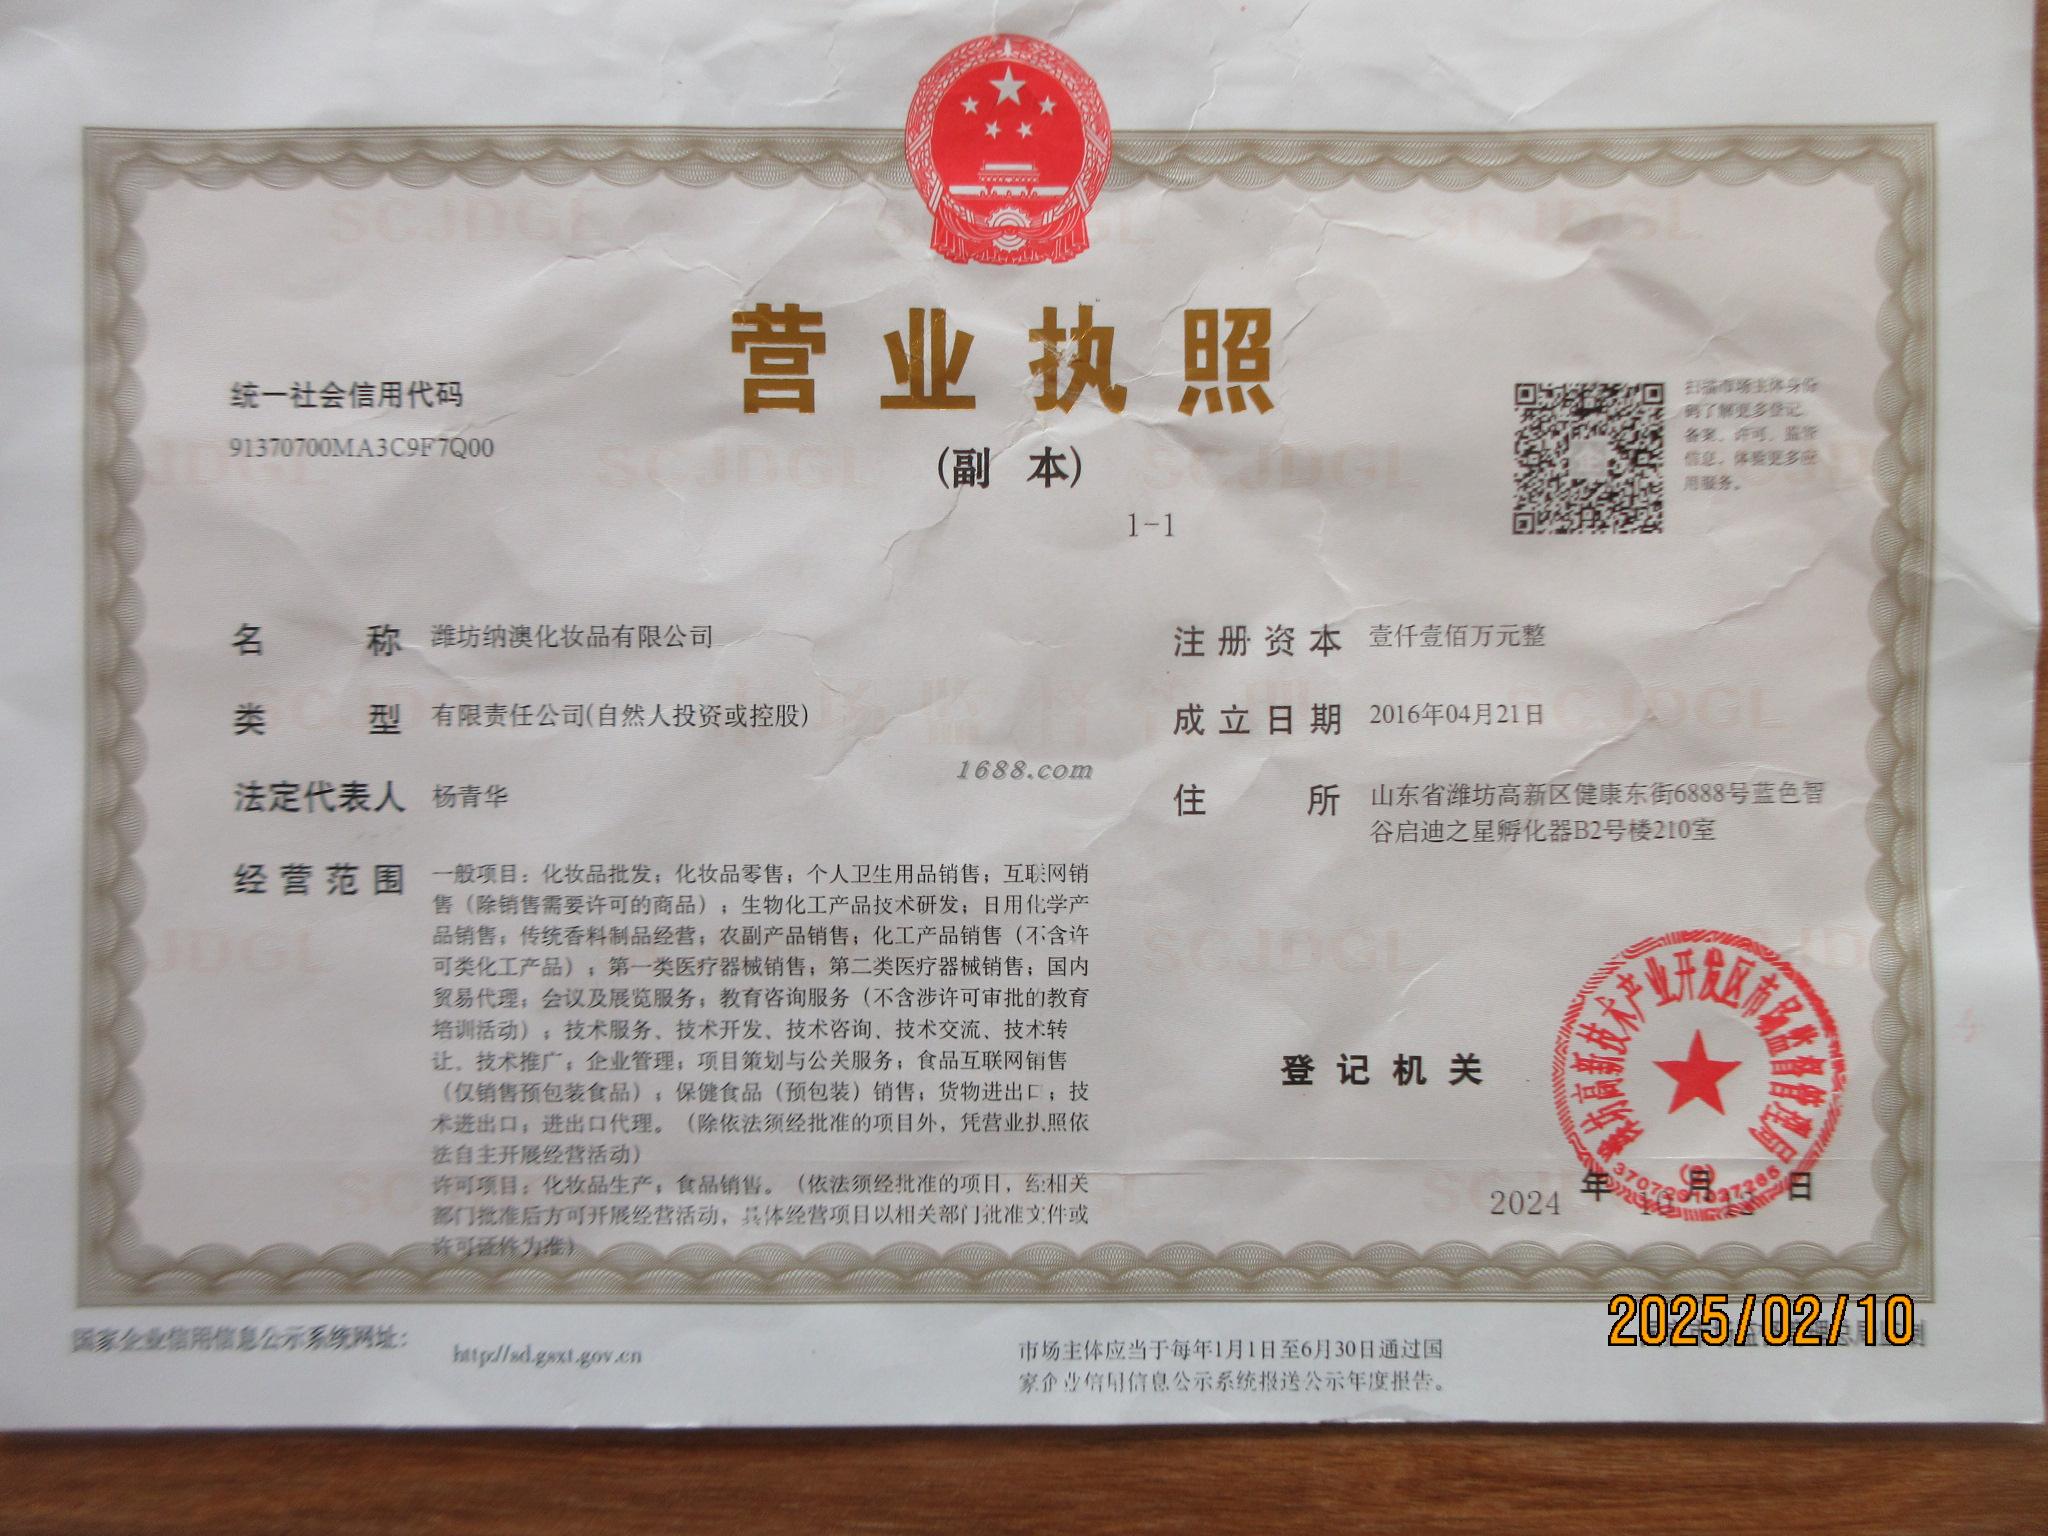 营业执照
(副 本)
1-1
统一社会信用代码
91370700MA3C9F7Q00
扫描市场主体身份
码了解更多登记、
备案、许可、监管
信息，体验更多应
用服务。
名 称 潍坊纳澳化妆品有限公司
类 型 有限责任公司(自然人投资或控股)
法定代表人 杨青华
经营范围 一般项目：化妆品批发；化妆品零售；个人卫生用品销售；互联网销
售（除销售需要许可的商品）；生物化工产品技术研发；日用化学产
品销售；传统香料制品经营；农副产品销售；化工产品销售（不含许
可类化工产品）；第一类医疗器械销售；第二类医疗器械销售；国内
贸易代理；会议及展览服务；教育咨询服务（不含涉许可审批的教育
培训活动）；技术服务、技术开发、技术咨询、技术交流、技术转
让、技术推广；企业管理；项目策划与公关服务；食品互联网销售
（仅销售预包装食品）；保健食品（预包装）销售；货物进出口；技
术进出口；进出口代理。（除依法须经批准的项目外，凭营业执照依
法自主开展经营活动）
许可项目：化妆品生产；食品销售。（依法须经批准的项目，经相关
部门批准后方可开展经营活动，具体经营项目以相关部门批准文件或
许可证件为准）
注册资本 壹仟壹佰万元整
成立日期 2016年04月21日
住 所 山东省潍坊高新区健康东街6888号蓝色智
谷启迪之星孵化器B2号楼210室
1688.com
登记机关
坊高新技术产业开发区市场监督管理局
2024 年 10 月 日
国家企业信用信息公示系统网址：
http://sd.gsxt.gov.cn
市场主体应当于每年1月1日至6月30日通过国
家企业信用信息公示系统报送公示年度报告。
2025/02/10
SCJDGL